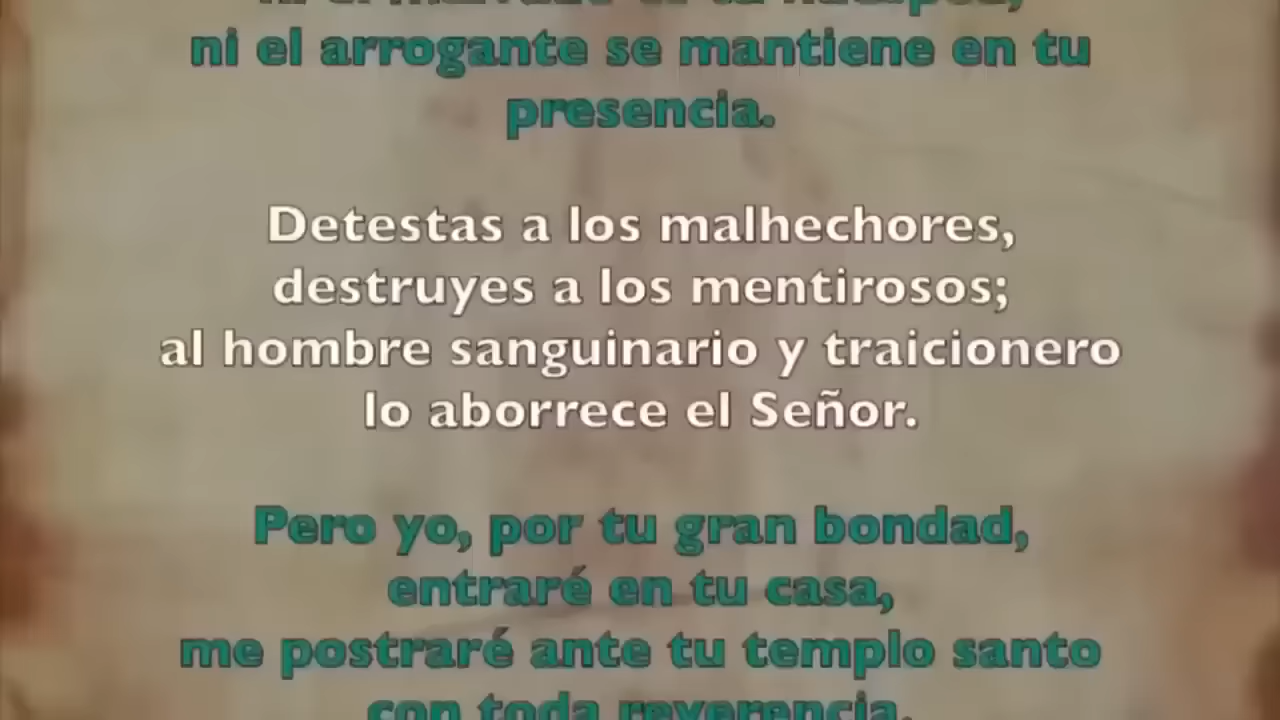 ni el arrogante se mantiene en tu
presencia.
Detestas a los malhechores,
destruyes a los mentirosos;
al hombre sanguinario y traicionero
lo aborrece el Señor.
Pero yo, por tu gran bondad,
entraré en tu casa,
me postraré ante tu templo santo
con toda reverencia.